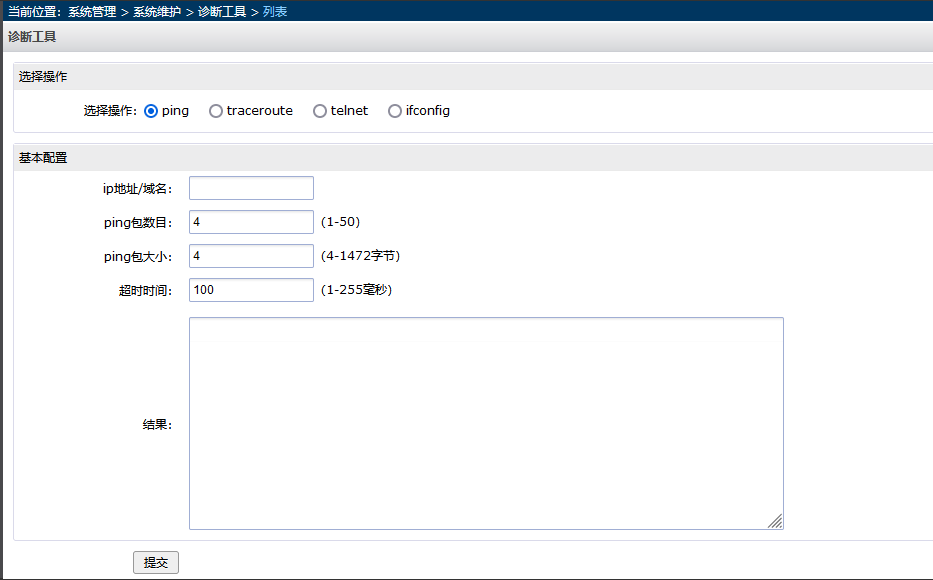 当前位置：系统管理 > 系统维护 > 诊断工具 > 列表
诊断工具
选择操作
选择操作： ping traceroute telnet ifconfig
基本配置
ip地址/域名：
ping包数目： 4 (1-50)
ping包大小： 4 (4-1472字节)
超时时间： 100 (1-255毫秒)
结果：
提交